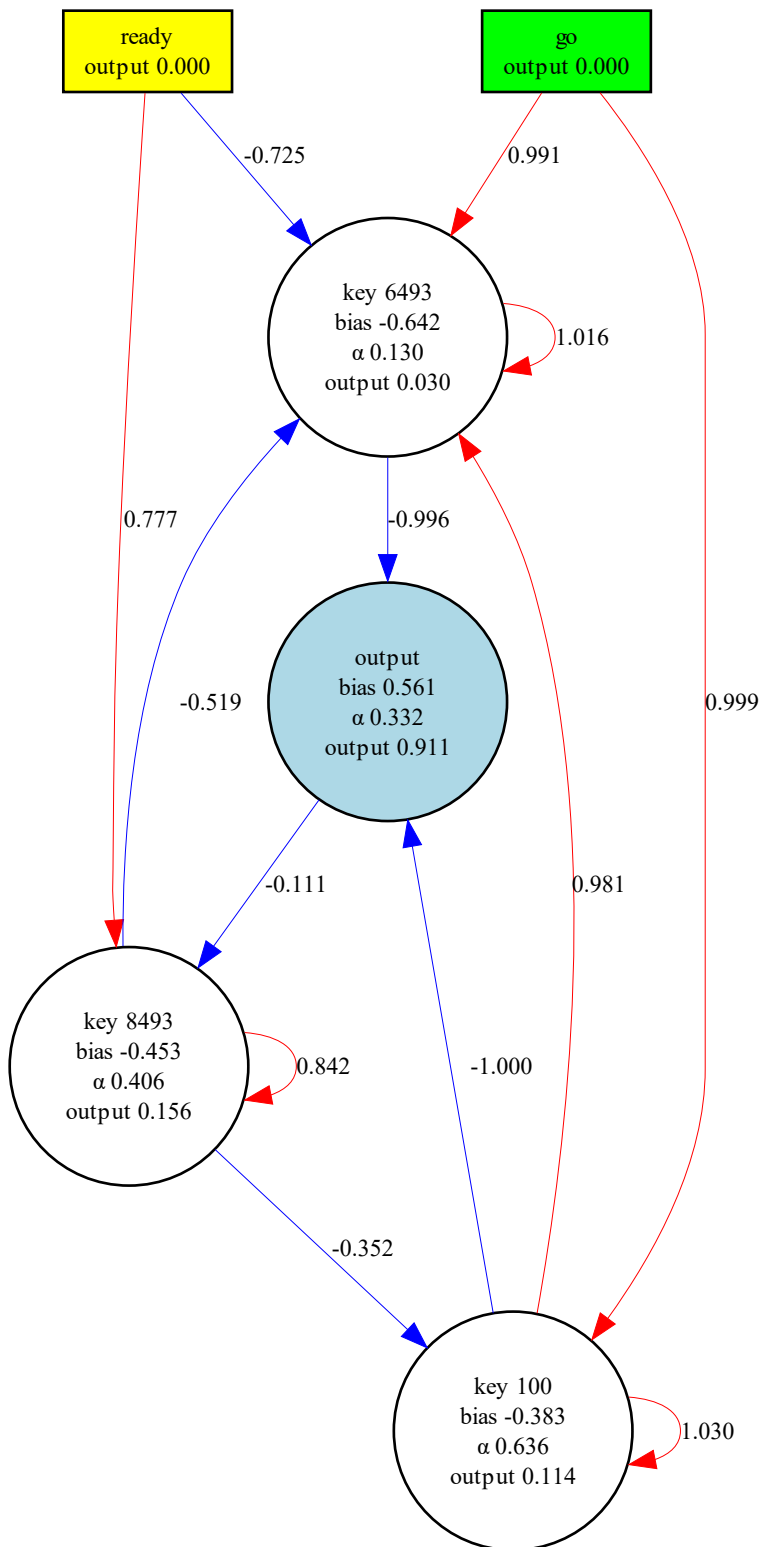 ready
output 0.000
go
output 0.000
-0.725
0.991
key 6493
bias -0.642
α 0.130
output 0.030
1.016
0.777
-0.996
-0.519
output
bias 0.561
α 0.332
output 0.911
0.999
-0.111
0.981
key 8493
bias -0.453
α 0.406
output 0.156
0.842
-1.000
-0.352
key 100
bias -0.383
α 0.636
output 0.114
1.030